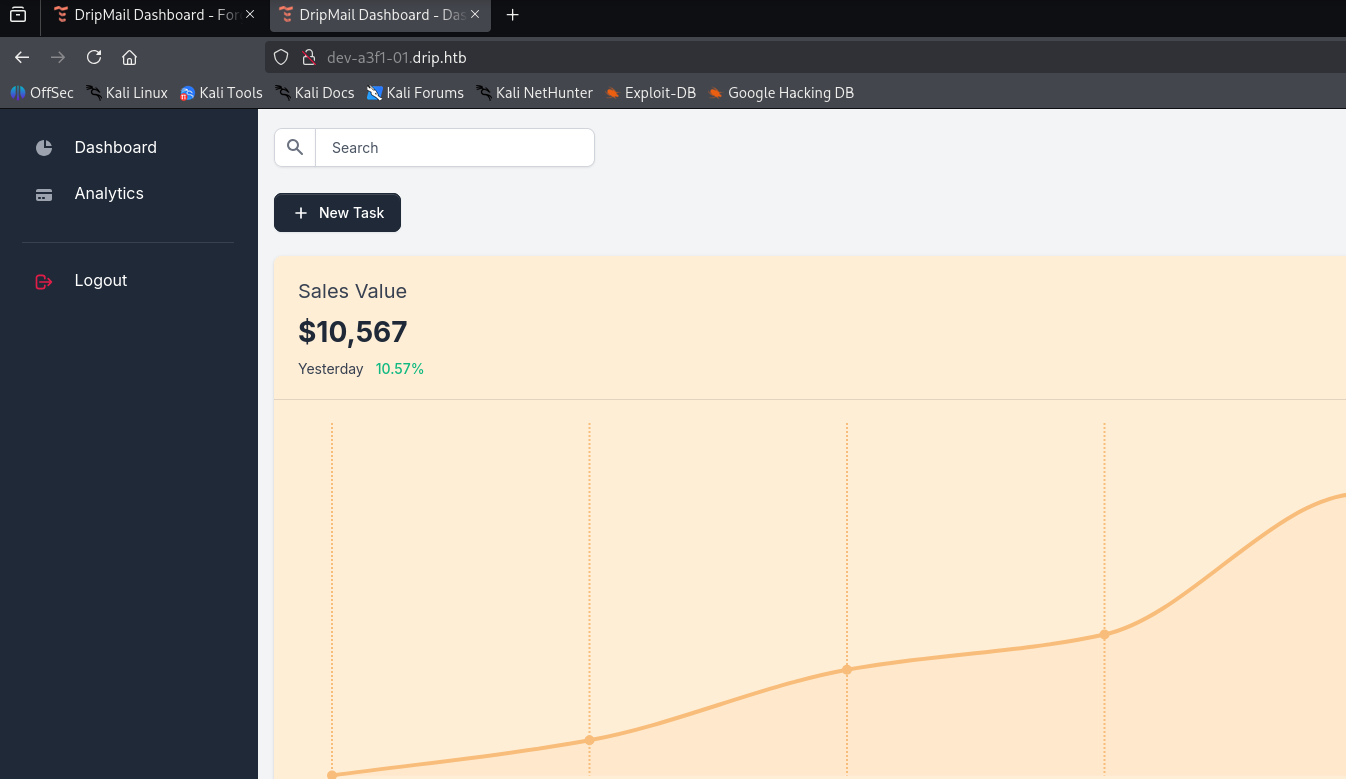 DripMail Dashboard - For
DripMail Dashboard - Das
dev-a3f1-01.drip.htb
OffSec Kali Linux Kali Tools Kali Docs Kali Forums Kali NetHunter Exploit-DB Google Hacking DB
Dashboard
Analytics
Logout
Search
New Task
Sales Value
$10,567
Yesterday 10.57%